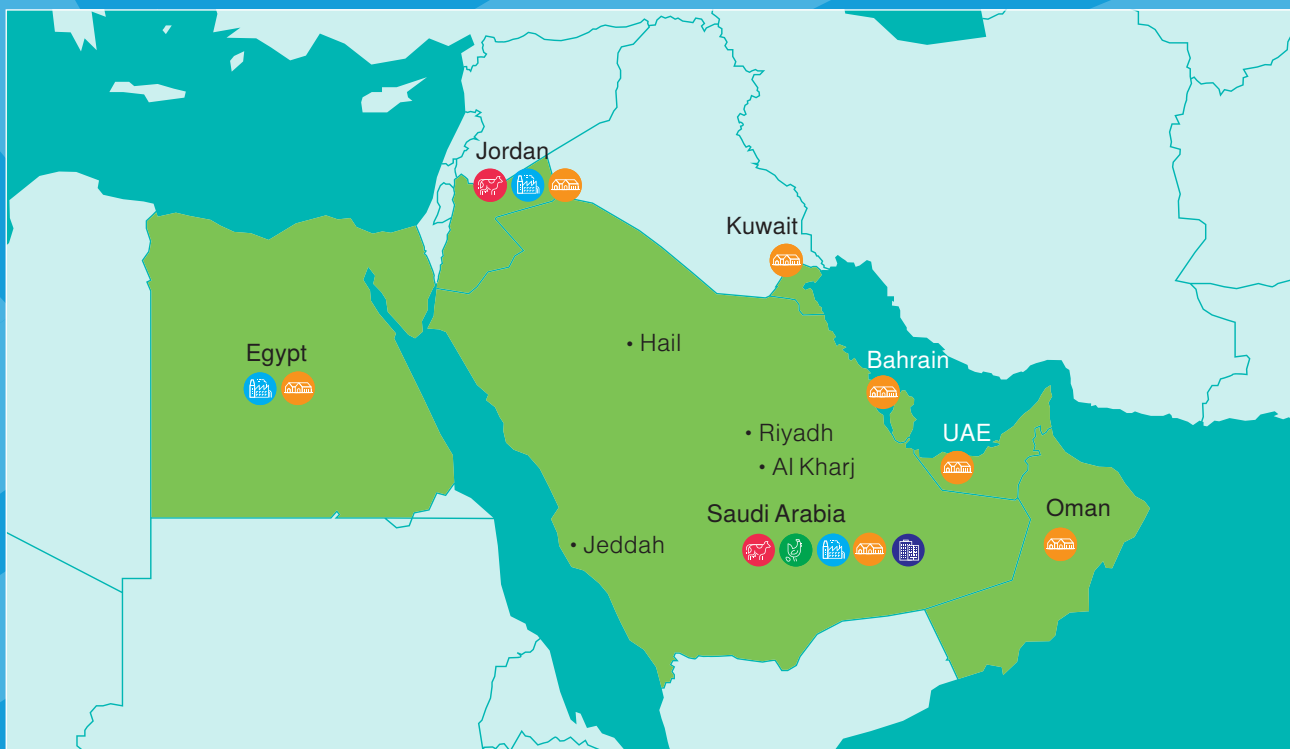 Jordan
Kuwait
• Hail
Egypt
Bahrain
• Riyadh
UAE
• Al Kharj
Saudi Arabia
Oman
• Jeddah